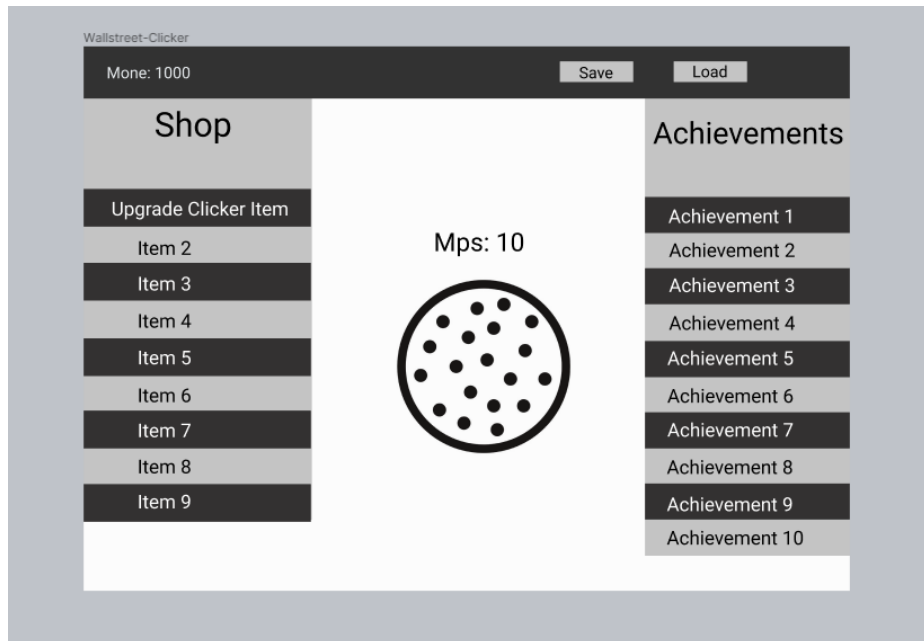 Wallstreet-Clicker
Mone: 1000
Save
Load
Shop
Upgrade Clicker Item
Item 2
Item 3
Item 4
Item 5
Item 6
Item 7
Item 8
Item 9
Mps: 10
Achievements
Achievement 1
Achievement 2
Achievement 3
Achievement 4
Achievement 5
Achievement 6
Achievement 7
Achievement 8
Achievement 9
Achievement 10